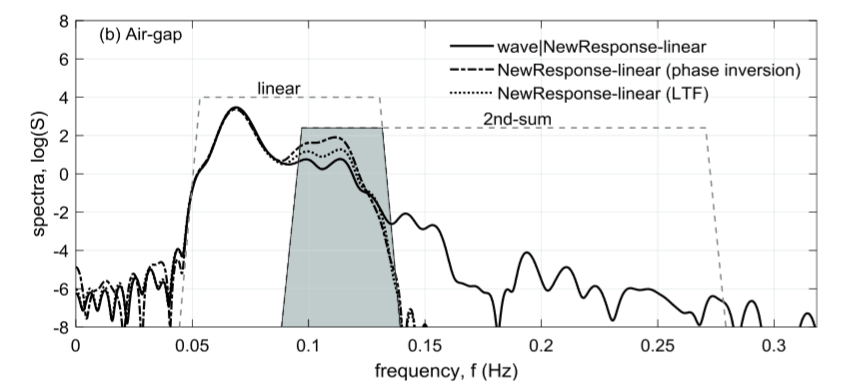 (b) Air-gap
wave|NewResponse-linear
NewResponse-linear (phase inversion)
NewResponse-linear (LTF)
linear
2nd-sum
spectra, log(S)
8
6
4
2
0
-2
-4
-6
-8
0 0.05 0.1 0.15 0.2 0.25 0.3
frequency, f (Hz)